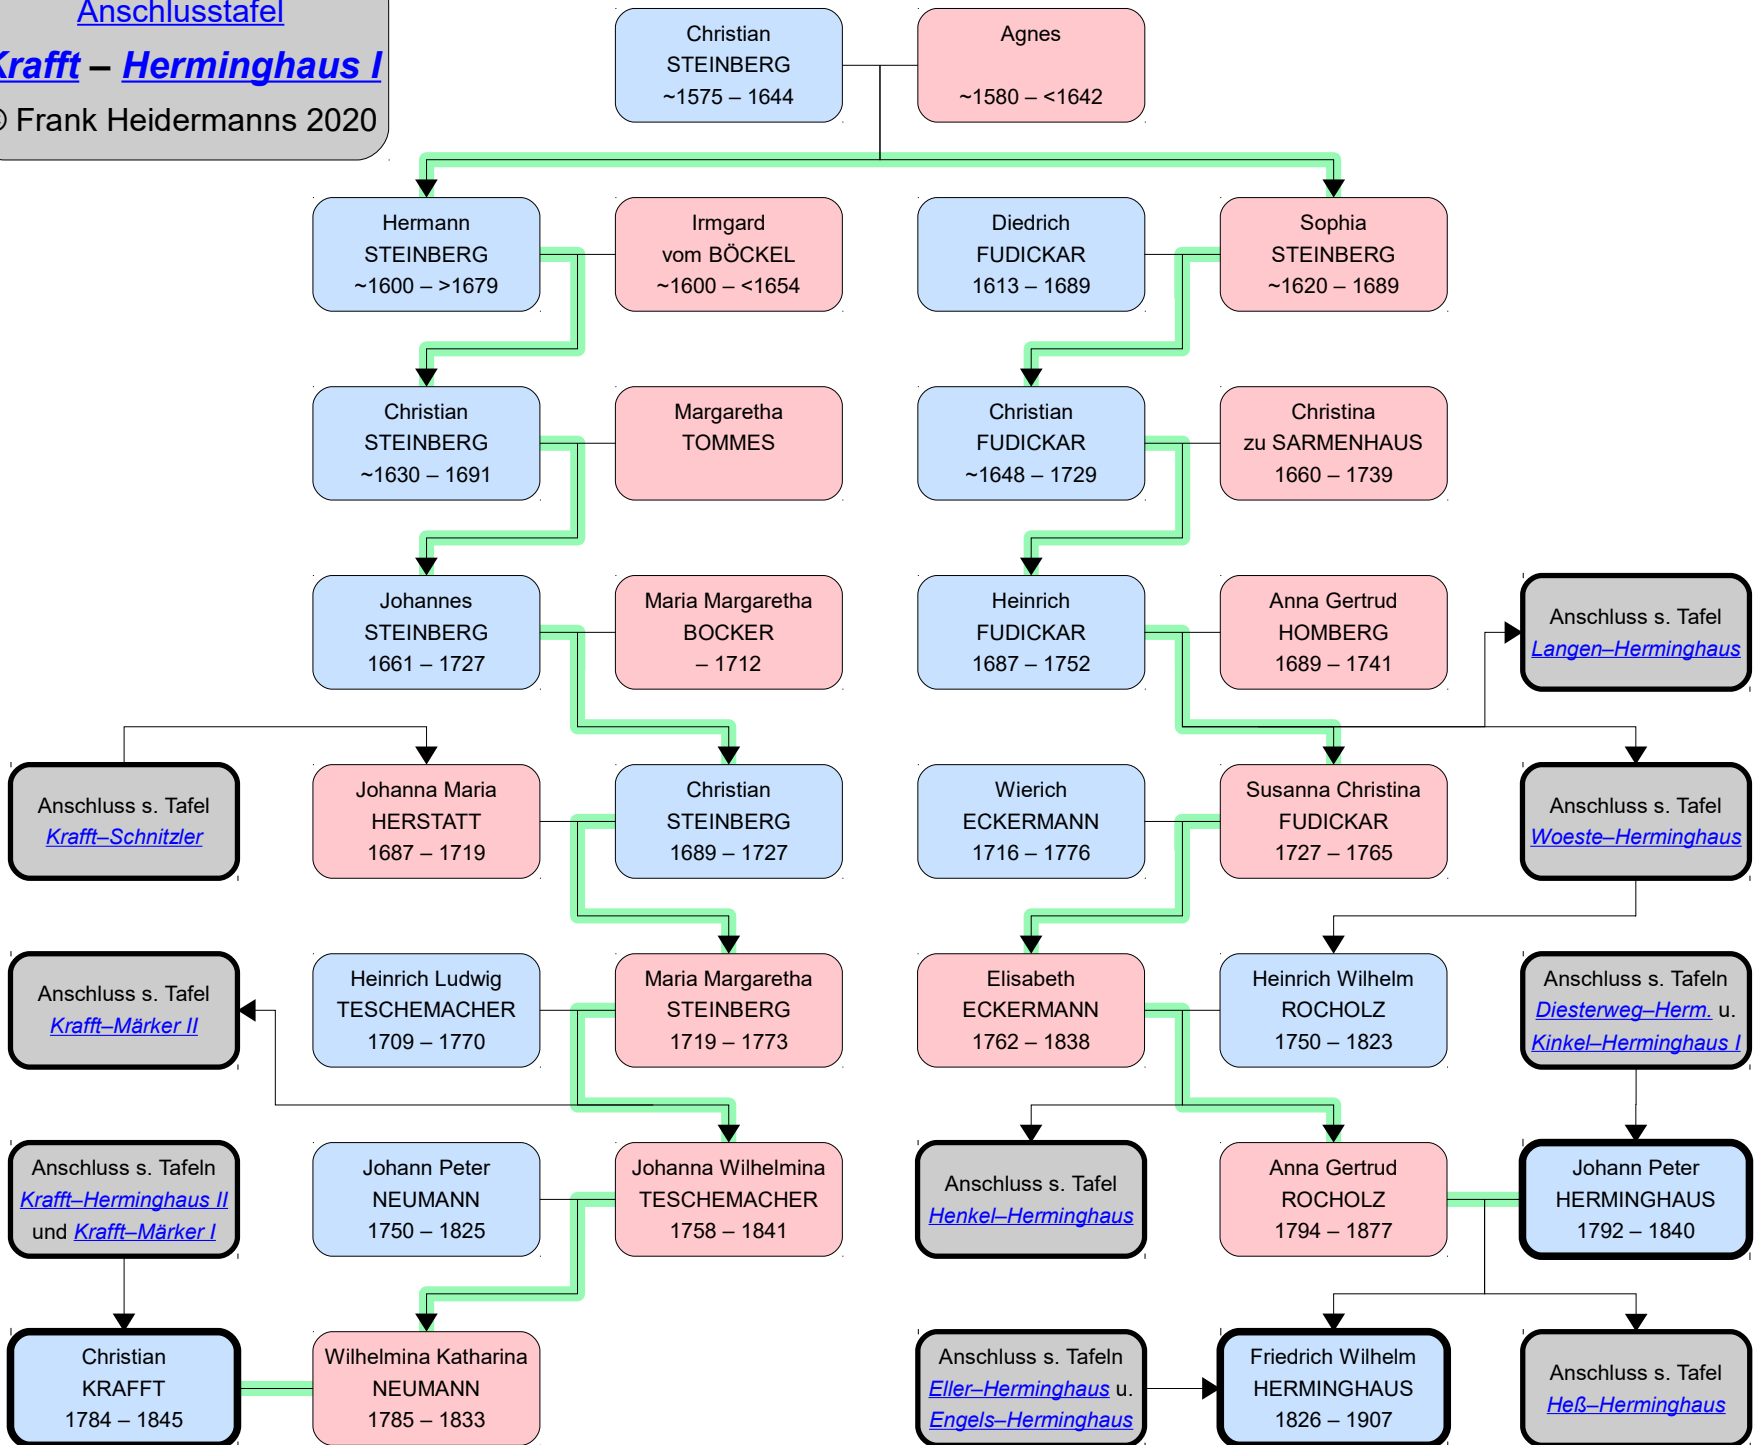 Anschlusstafel
Krafft – Herminghaus I
© Frank Heidermanns 2020
Christian
STEINBERG
~1575 – 1644
Agnes
~1580 – <1642
Hermann
STEINBERG
~1600 – >1679
Irmgard
vom BÖCKEL
~1600 – <1654
Diedrich
FUDICKAR
1613 – 1689
Sophia
STEINBERG
~1620 – 1689
Christian
STEINBERG
~1630 – 1691
Margaretha
TOMMES
Christian
FUDICKAR
~1648 – 1729
Christina
zu SARMENHAUS
1660 – 1739
Johannes
STEINBERG
1661 – 1727
Maria Margaretha
BOCKER
– 1712
Heinrich
FUDICKAR
1687 – 1752
Anna Gertrud
HOMBERG
1689 – 1741
Anschluss s. Tafel
Langen–Herminghaus
Anschluss s. Tafel
Krafft–Schnitzler
Johanna Maria
HERSTATT
1687 – 1719
Christian
STEINBERG
1689 – 1727
Wierich
ECKERMANN
1716 – 1776
Susanna Christina
FUDICKAR
1727 – 1765
Anschluss s. Tafel
Woeste–Herminghaus
Anschluss s. Tafel
Krafft–Märker II
Heinrich Ludwig
TESCHEMACHER
1709 – 1770
Maria Margaretha
STEINBERG
1719 – 1773
Elisabeth
ECKERMANN
1762 – 1838
Heinrich Wilhelm
ROCHOLZ
1750 – 1823
Anschluss s. Tafeln
Diesterweg–Herm. u.
Kinkel–Herminghaus I
Anschluss s. Tafeln
Krafft–Herminghaus II
und Krafft–Märker I
Johann Peter
NEUMANN
1750 – 1825
Johanna Wilhelmina
TESCHEMACHER
1758 – 1841
Anschluss s. Tafel
Henkel–Herminghaus
Anna Gertrud
ROCHOLZ
1794 – 1877
Johann Peter
HERMINGHAUS
1792 – 1840
Christian
KRAFFT
1784 – 1845
Wilhelmina Katharina
NEUMANN
1785 – 1833
Anschluss s. Tafeln
Eller–Herminghaus u.
Engels–Herminghaus
Friedrich Wilhelm
HERMINGHAUS
1826 – 1907
Anschluss s. Tafel
Heß–Herminghaus